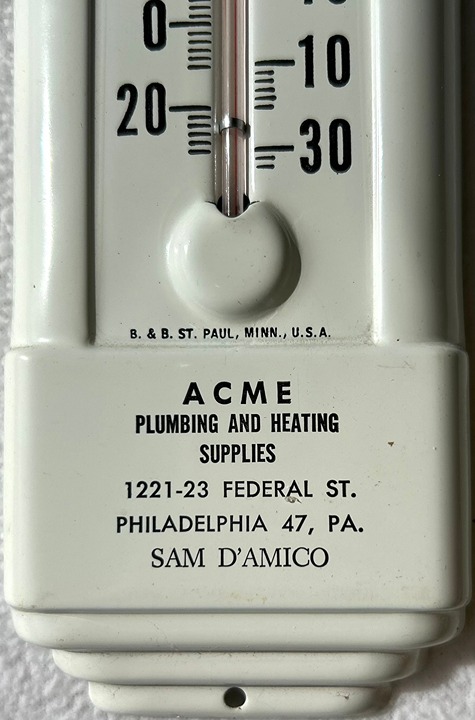 0
10
20
30
B. & B. ST. PAUL, MINN., U.S.A.
ACME
PLUMBING AND HEATING
SUPPLIES
1221-23 FEDERAL ST.
PHILADELPHIA 47, PA.
SAM D'AMICO